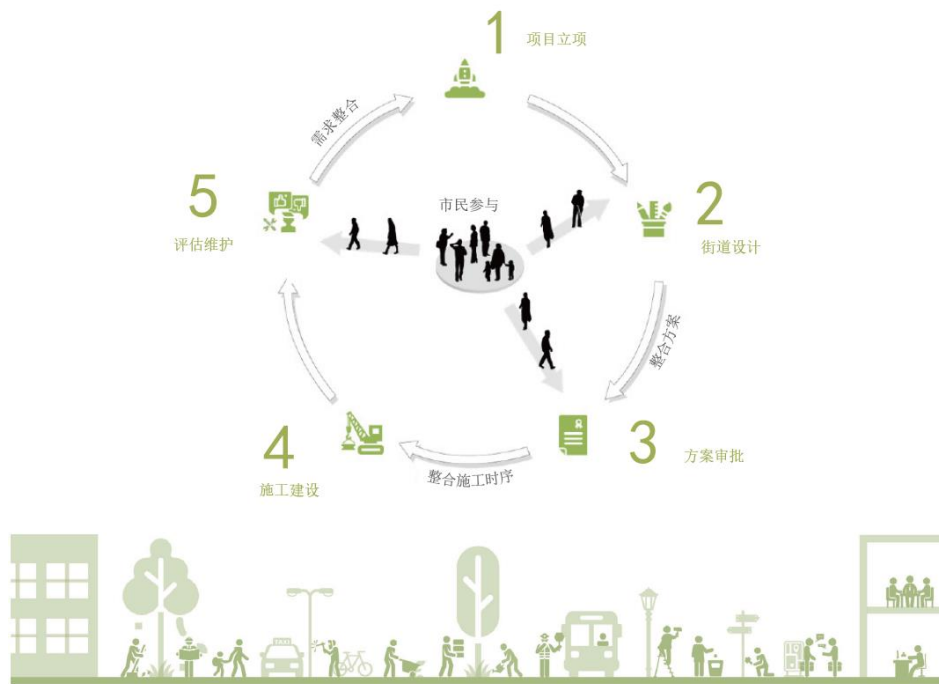 1
项目立项
需求整合
5
评估维护
市民参与
2
街道设计
整合方案
4
施工建设
3
方案审批
整合施工时序